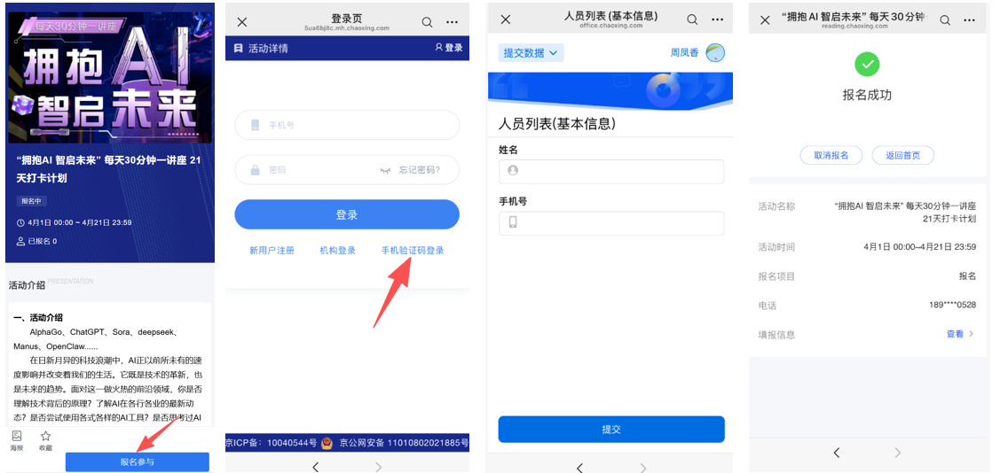 每天30分钟一讲座
拥抱AI
智启未来
“拥抱AI 智启未来” 每天30分钟一讲座 21
天打卡计划
报名中
4月1日 00:00 ~ 4月21日 23:59
已报名 0
活动介绍 PRESENTATION
一、活动介绍
AlphaGo、ChatGPT、Sora、deepseek、
Manus、OpenClaw......
在日新月异的科技浪潮中，AI正以前所未有的速
度影响并改变着我们的生活。它既是技术的革新，也
是未来的趋势。面对这一做火热的前沿领域，你是否
理解技术背后的原理？了解AI在各行各业的最新动
态？是否尝试使用各式各样的AI工具？是否思考过AI
海报
收藏
报名参与
登录页
5ua6bj8c.mh.chaoxing.com
活动详情
登录
手机号
密码
忘记密码?
登录
新用户注册
机构登录
手机验证码登录
京ICP备：10040544号
京公网安备 11010802021885号
人员列表 (基本信息)
office.chaoxing.com
提交数据
周凤香
人员列表(基本信息)
姓名
手机号
提交
“拥抱 AI 智启未来” 每天 30 分钟
reading.chaoxing.com
报名成功
取消报名
返回首页
活动名称
“拥抱AI 智启未来” 每天30分钟一讲座
21天打卡计划
活动时间
4月1日 00:00~4月21日 23:59
报名项目
报名
电话
189****0528
填报信息
查看